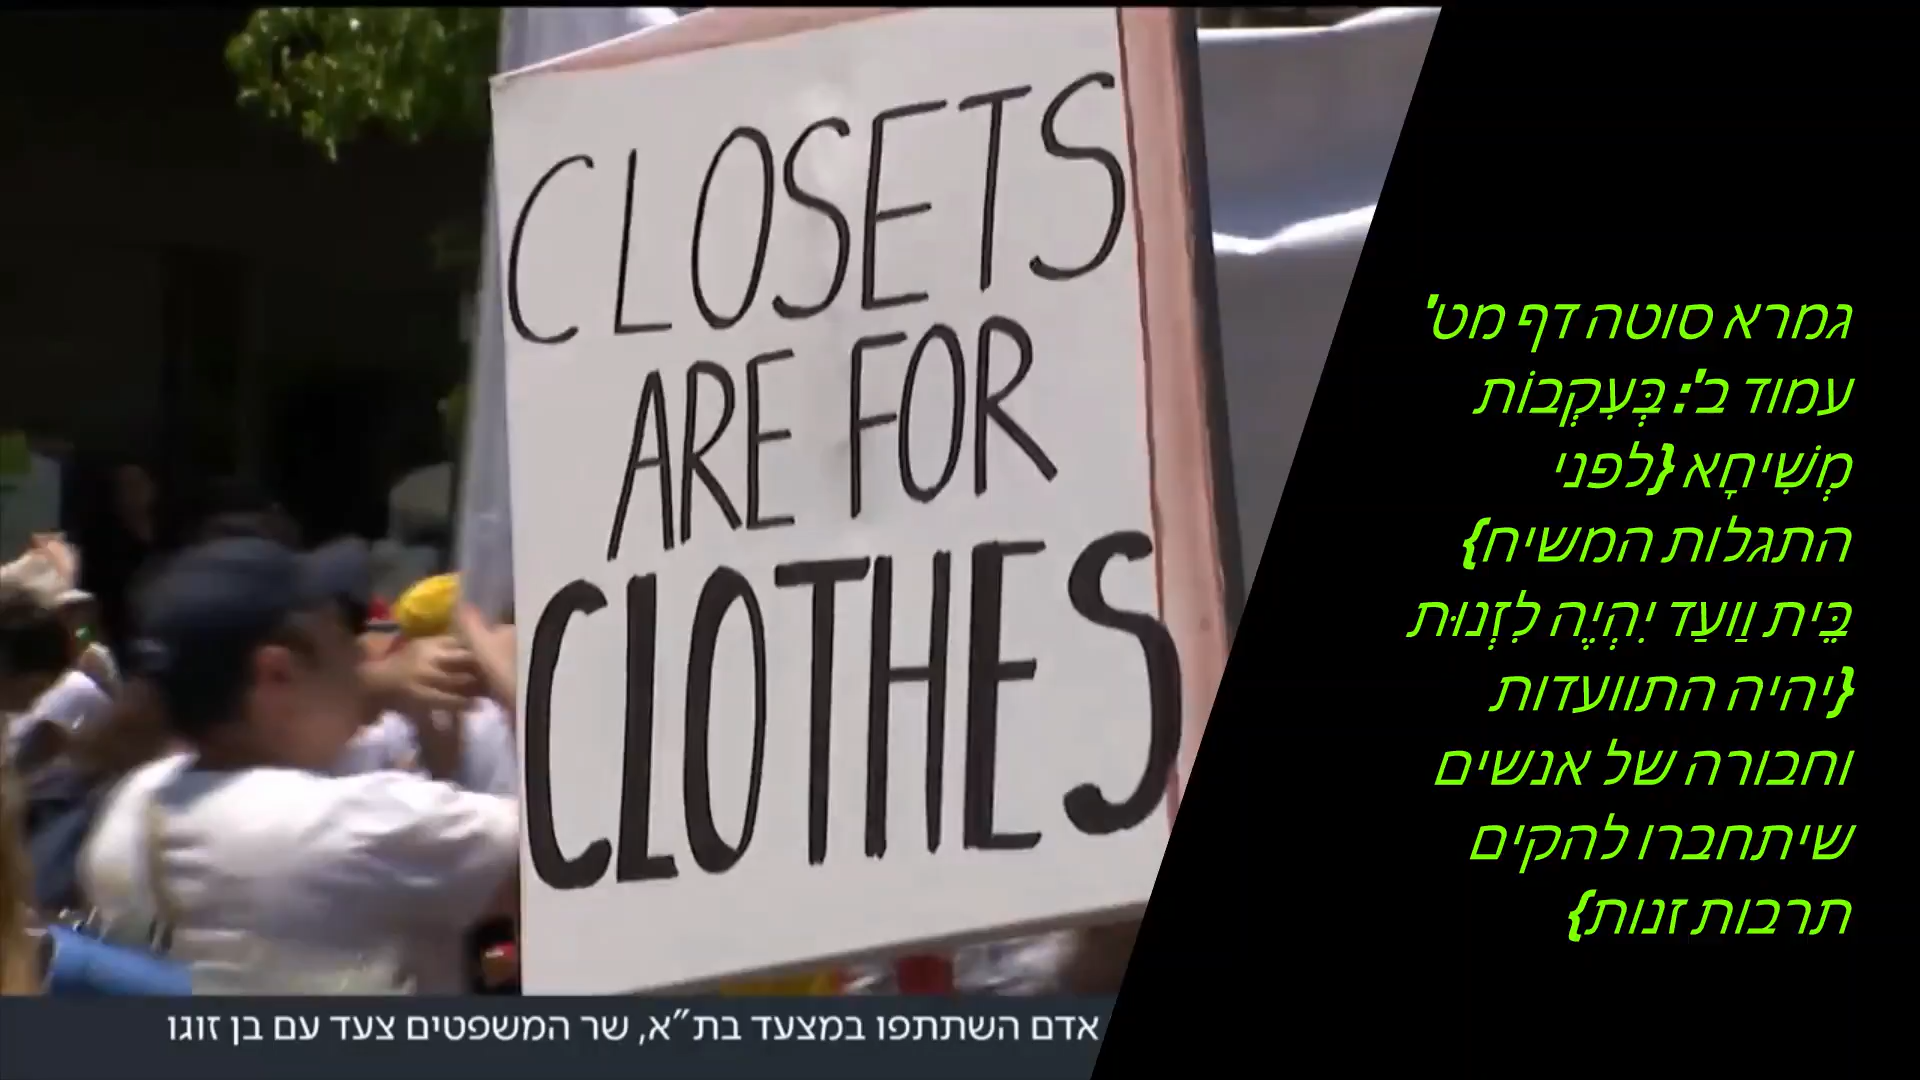 CLOSETS
ARE FOR
CLOTHES
גמרא סוטה דף מט'
עמוד ב': בְּעִקְבוֹת
מְשִׁיחָא {לפני
התגלות המשיח}
בֵּית וַועַד יִהְיֶה לִזְנוּת
{יהיה התוועדות
וחבורה של אנשים
שיתחברו להקים
תרבות זנות}
אדם השתתפו במצעד בת״א, שר המשפטים צעד עם בן זוגו